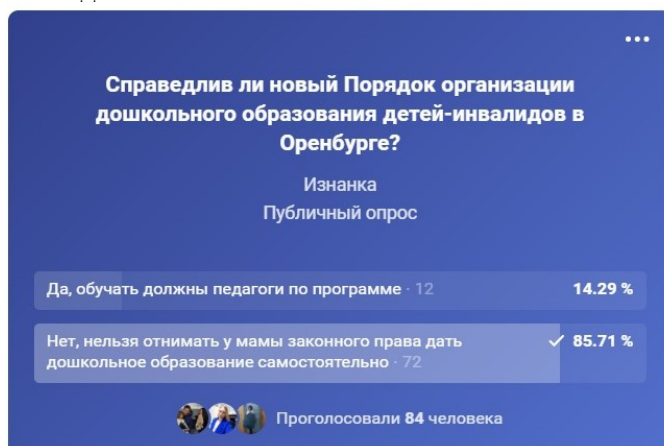 Справедлив ли новый Порядок организации
дошкольного образования детей-инвалидов в
Оренбурге?
Изнанка
Публичный опрос
Да, обучать должны педагоги по программе · 12 14.29 %
Нет, нельзя отнимать у мамы законного права дать
дошкольное образование самостоятельно · 72 85.71 %
Проголосовали 84 человека